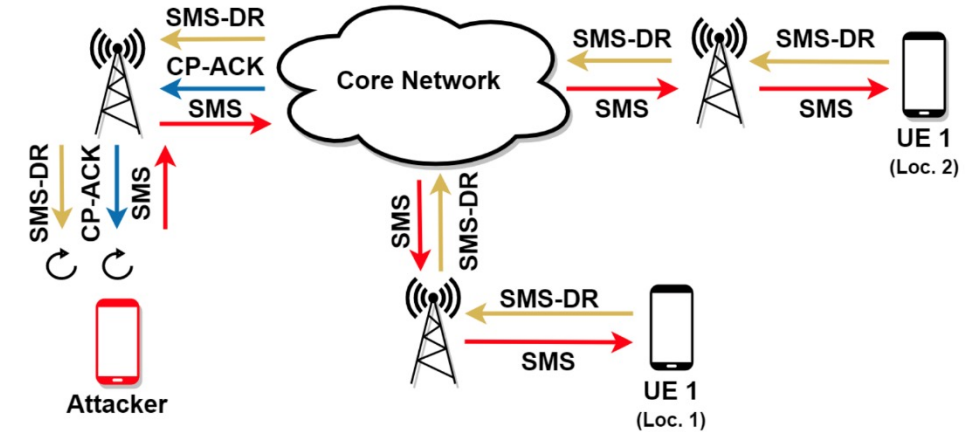 SMS-DR
CP-ACK
SMS
Core Network
SMS-DR
SMS
SMS-DR
SMS
UE 1
(Loc. 2)
SMS-DR
CP-ACK
SMS
SMS
SMS-DR
SMS-DR
SMS
Attacker
UE 1
(Loc. 1)